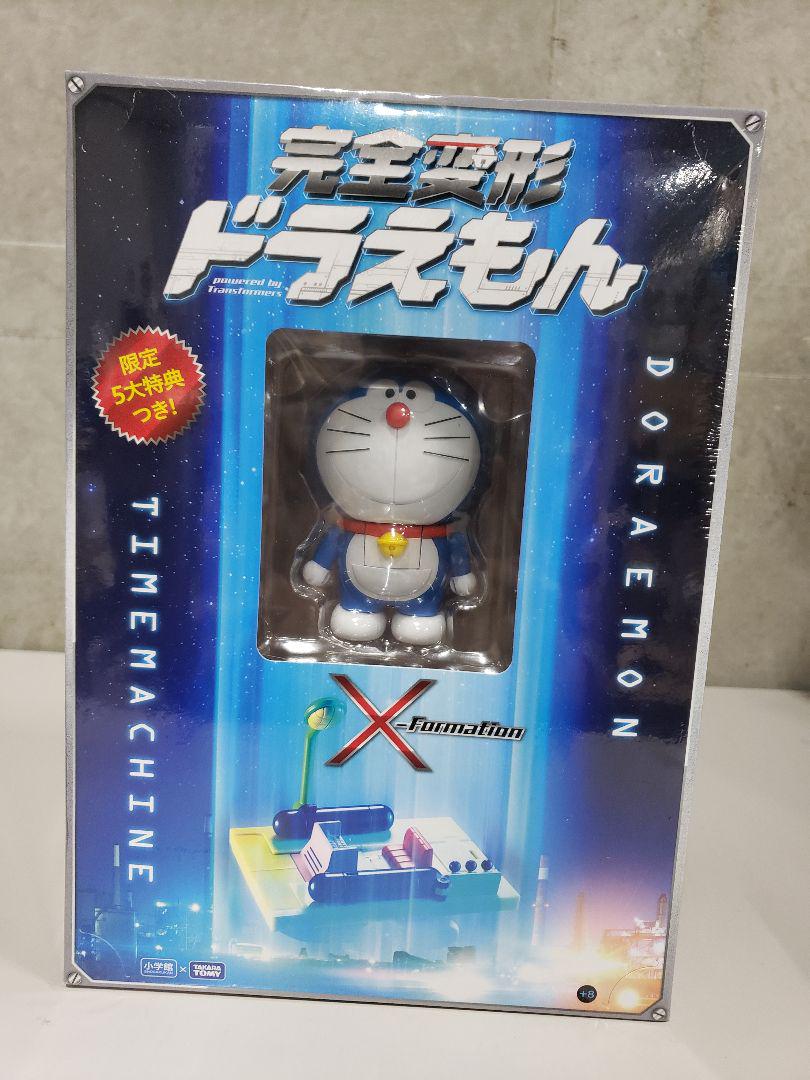 完全変形
ドラえもん
powered by
Transformers
限定
5大特典
つき!
DORAEMON
TIMEMACHINE
X-Formation
小学館
SHOGAKUKAN
×
TAKARA
TOMY
+8